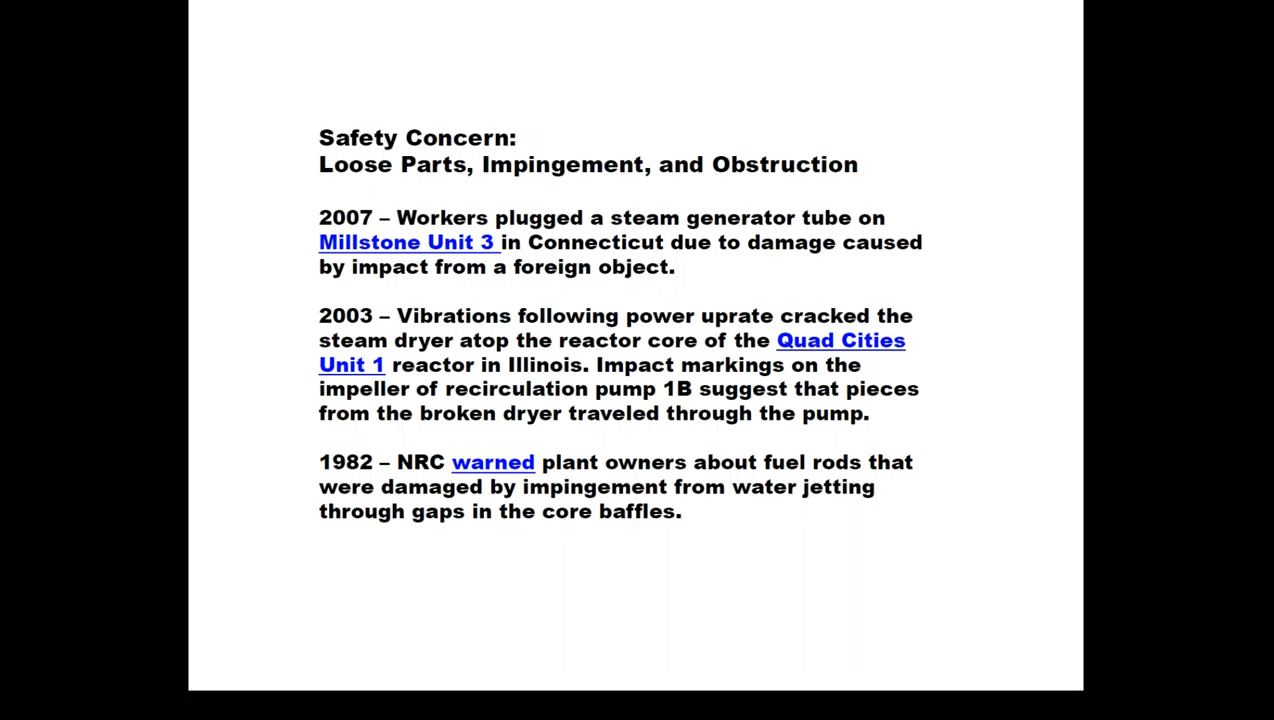 Safety Concern:
Loose Parts, Impingement, and Obstruction
2007 – Workers plugged a steam generator tube on
Millstone Unit 3 in Connecticut due to damage caused
by impact from a foreign object.
2003 – Vibrations following power uprate cracked the
steam dryer atop the reactor core of the Quad Cities
Unit 1 reactor in Illinois. Impact markings on the
impeller of recirculation pump 1B suggest that pieces
from the broken dryer traveled through the pump.
1982 – NRC warned plant owners about fuel rods that
were damaged by impingement from water jetting
through gaps in the core baffles.